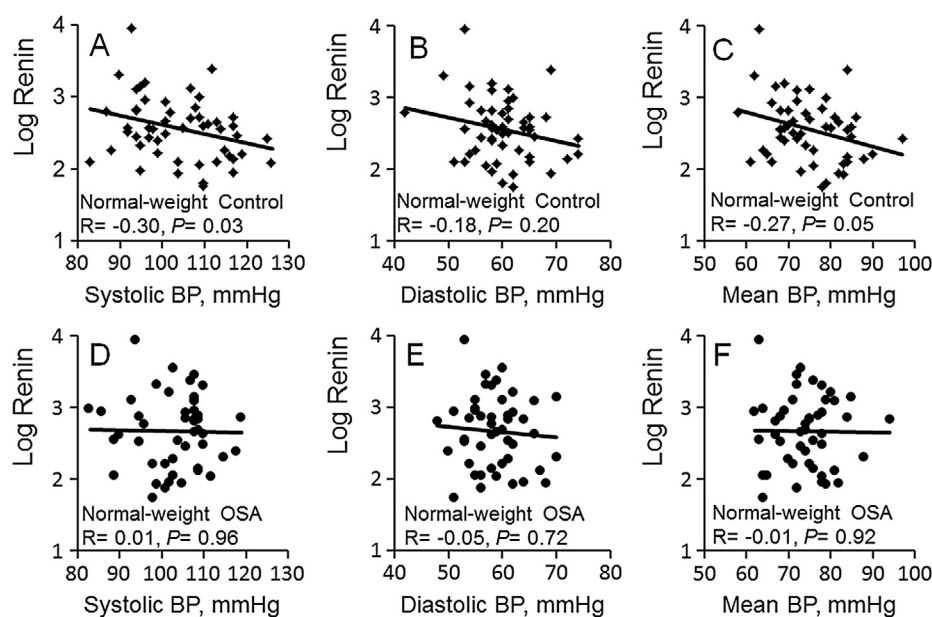 A
B
C
Log Renin
4
3
2
1
Normal-weight Control
R= -0.30, P= 0.03
80 90 100 110 120 130
Systolic BP, mmHg
Log Renin
4
3
2
1
Normal-weight Control
R= -0.18, P= 0.20
40 50 60 70 80
Diastolic BP, mmHg
Log Renin
4
3
2
1
Normal-weight Control
R= -0.27, P= 0.05
50 60 70 80 90 100
Mean BP, mmHg
D
E
F
Log Renin
4
3
2
1
Normal-weight OSA
R= 0.01, P= 0.96
80 90 100 110 120 130
Systolic BP, mmHg
Log Renin
4
3
2
1
Normal-weight OSA
R= -0.05, P= 0.72
40 50 60 70 80
Diastolic BP, mmHg
Log Renin
4
3
2
1
Normal-weight OSA
R= -0.01, P= 0.92
50 60 70 80 90 100
Mean BP, mmHg